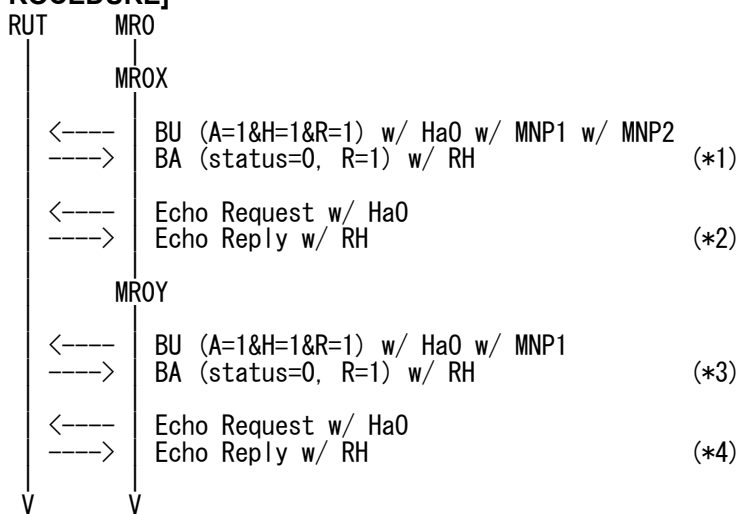 ROCEDURE]
RUT MR0
MR0X
<---- BU (A=1&H=1&R=1) w/ HaO w/ MNP1 w/ MNP2
----> BA (status=0, R=1) w/ RH (*1)
<---- Echo Request w/ HaO
----> Echo Reply w/ RH (*2)
MR0Y
<---- BU (A=1&H=1&R=1) w/ HaO w/ MNP1
----> BA (status=0, R=1) w/ RH (*3)
<---- Echo Request w/ HaO
----> Echo Reply w/ RH (*4)
V V